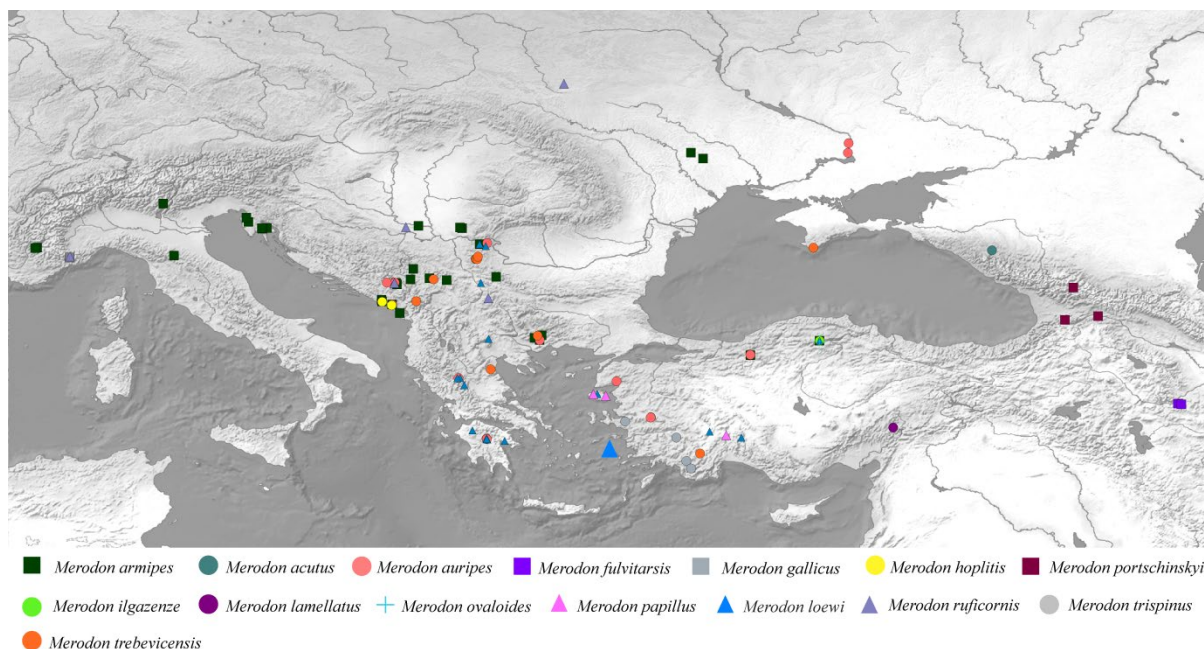 Merodon armipes Merodon acutus Merodon auripes Merodon fulvitarsis Merodon gallicus Merodon hoplitis Merodon portschinskyi
Merodon ilgazenze Merodon lamellatus Merodon ovaloides Merodon papillus Merodon loewi Merodon ruficornis Merodon trispinus
Merodon trebevicensis